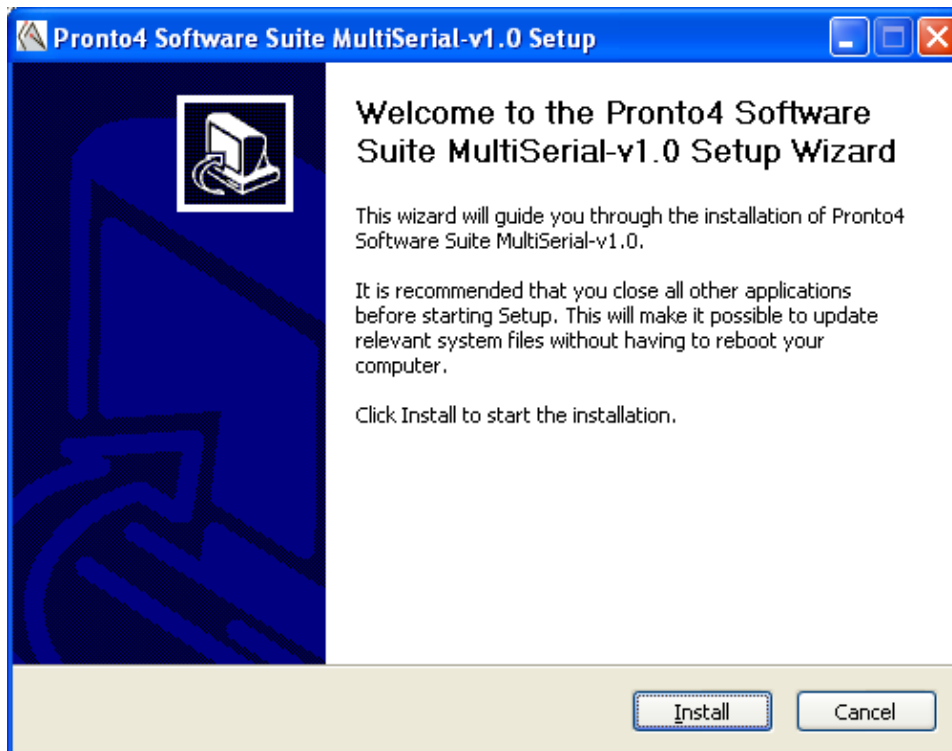 Pronto4 Software Suite MultiSerial-v1.0 Setup
Welcome to the Pronto4 Software
Suite MultiSerial-v1.0 Setup Wizard
This wizard will guide you through the installation of Pronto4
Software Suite MultiSerial-v1.0.
It is recommended that you close all other applications
before starting Setup. This will make it possible to update
relevant system files without having to reboot your
computer.
Click Install to start the installation.
Install
Cancel